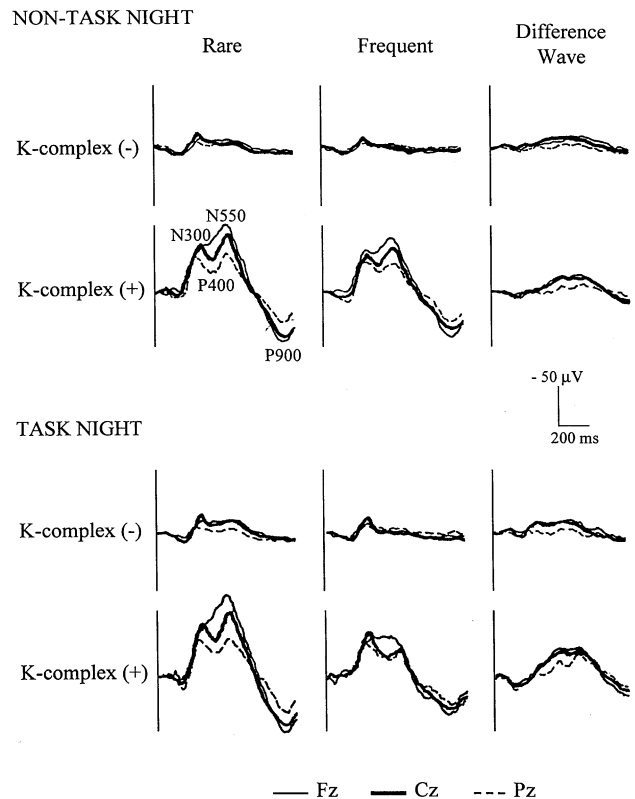 NON-TASK NIGHT
Rare
Frequent
Difference
Wave
K-complex (-)
N550
N300
K-complex (+)
P400
P900
- 50 µV
200 ms
TASK NIGHT
K-complex (-)
K-complex (+)
Fz
Cz
Pz